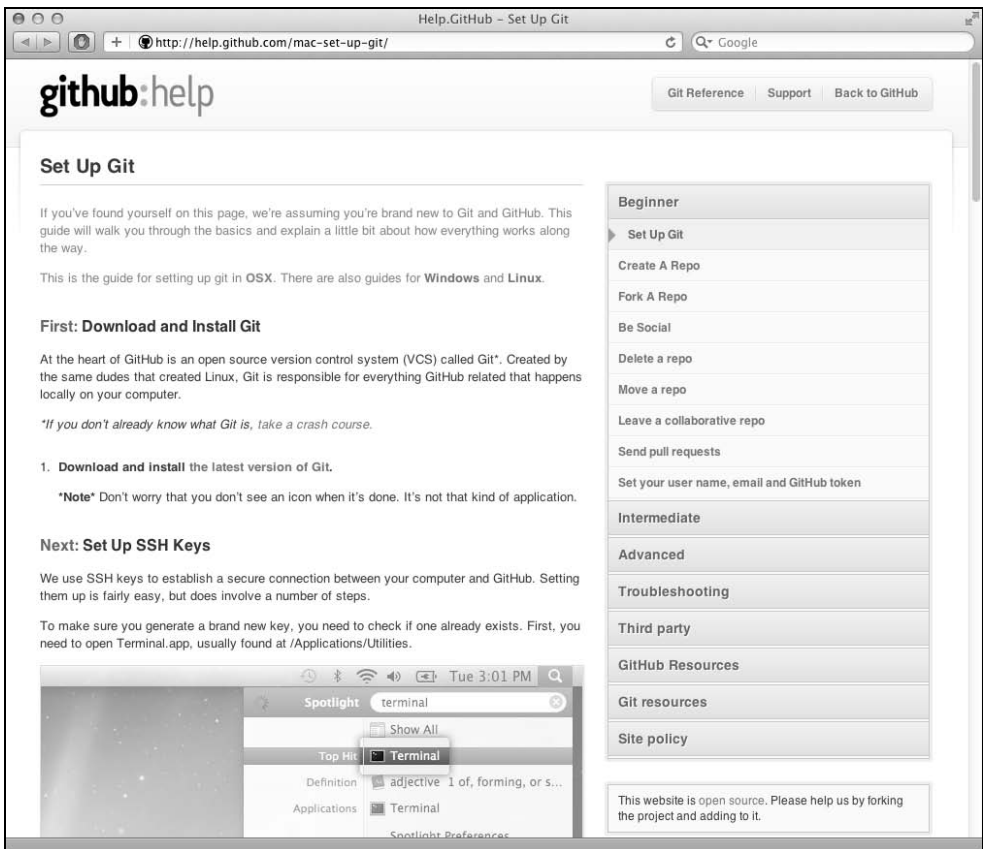 Help.GitHub – Set Up Git
http://help.github.com/mac-set-up-git/
Google
github:help
Git Reference
Support
Back to GitHub
Set Up Git
If you've found yourself on this page, we're assuming you're brand new to Git and GitHub. This
guide will walk you through the basics and explain a little bit about how everything works along
the way.
This is the guide for setting up git in OSX. There are also guides for Windows and Linux.
First: Download and Install Git
At the heart of GitHub is an open source version control system (VCS) called Git*. Created by
the same dudes that created Linux, Git is responsible for everything GitHub related that happens
locally on your computer.
*If you don't already know what Git is, take a crash course.
1. Download and install the latest version of Git.
*Note* Don't worry that you don't see an icon when it's done. It's not that kind of application.
Next: Set Up SSH Keys
We use SSH keys to establish a secure connection between your computer and GitHub. Setting
them up is fairly easy, but does involve a number of steps.
To make sure you generate a brand new key, you need to check if one already exists. First, you
need to open Terminal.app, usually found at /Applications/Utilities.
Tue 3:01 PM
Spotlight
terminal
Show All
Top Hit
Terminal
Definition
adjective 1 of, forming, or s...
Applications
Terminal
Spotlight Preferences
Beginner
Set Up Git
Create A Repo
Fork A Repo
Be Social
Delete a repo
Move a repo
Leave a collaborative repo
Send pull requests
Set your user name, email and GitHub token
Intermediate
Advanced
Troubleshooting
Third party
GitHub Resources
Git resources
Site policy
This website is open source. Please help us by forking
the project and adding to it.